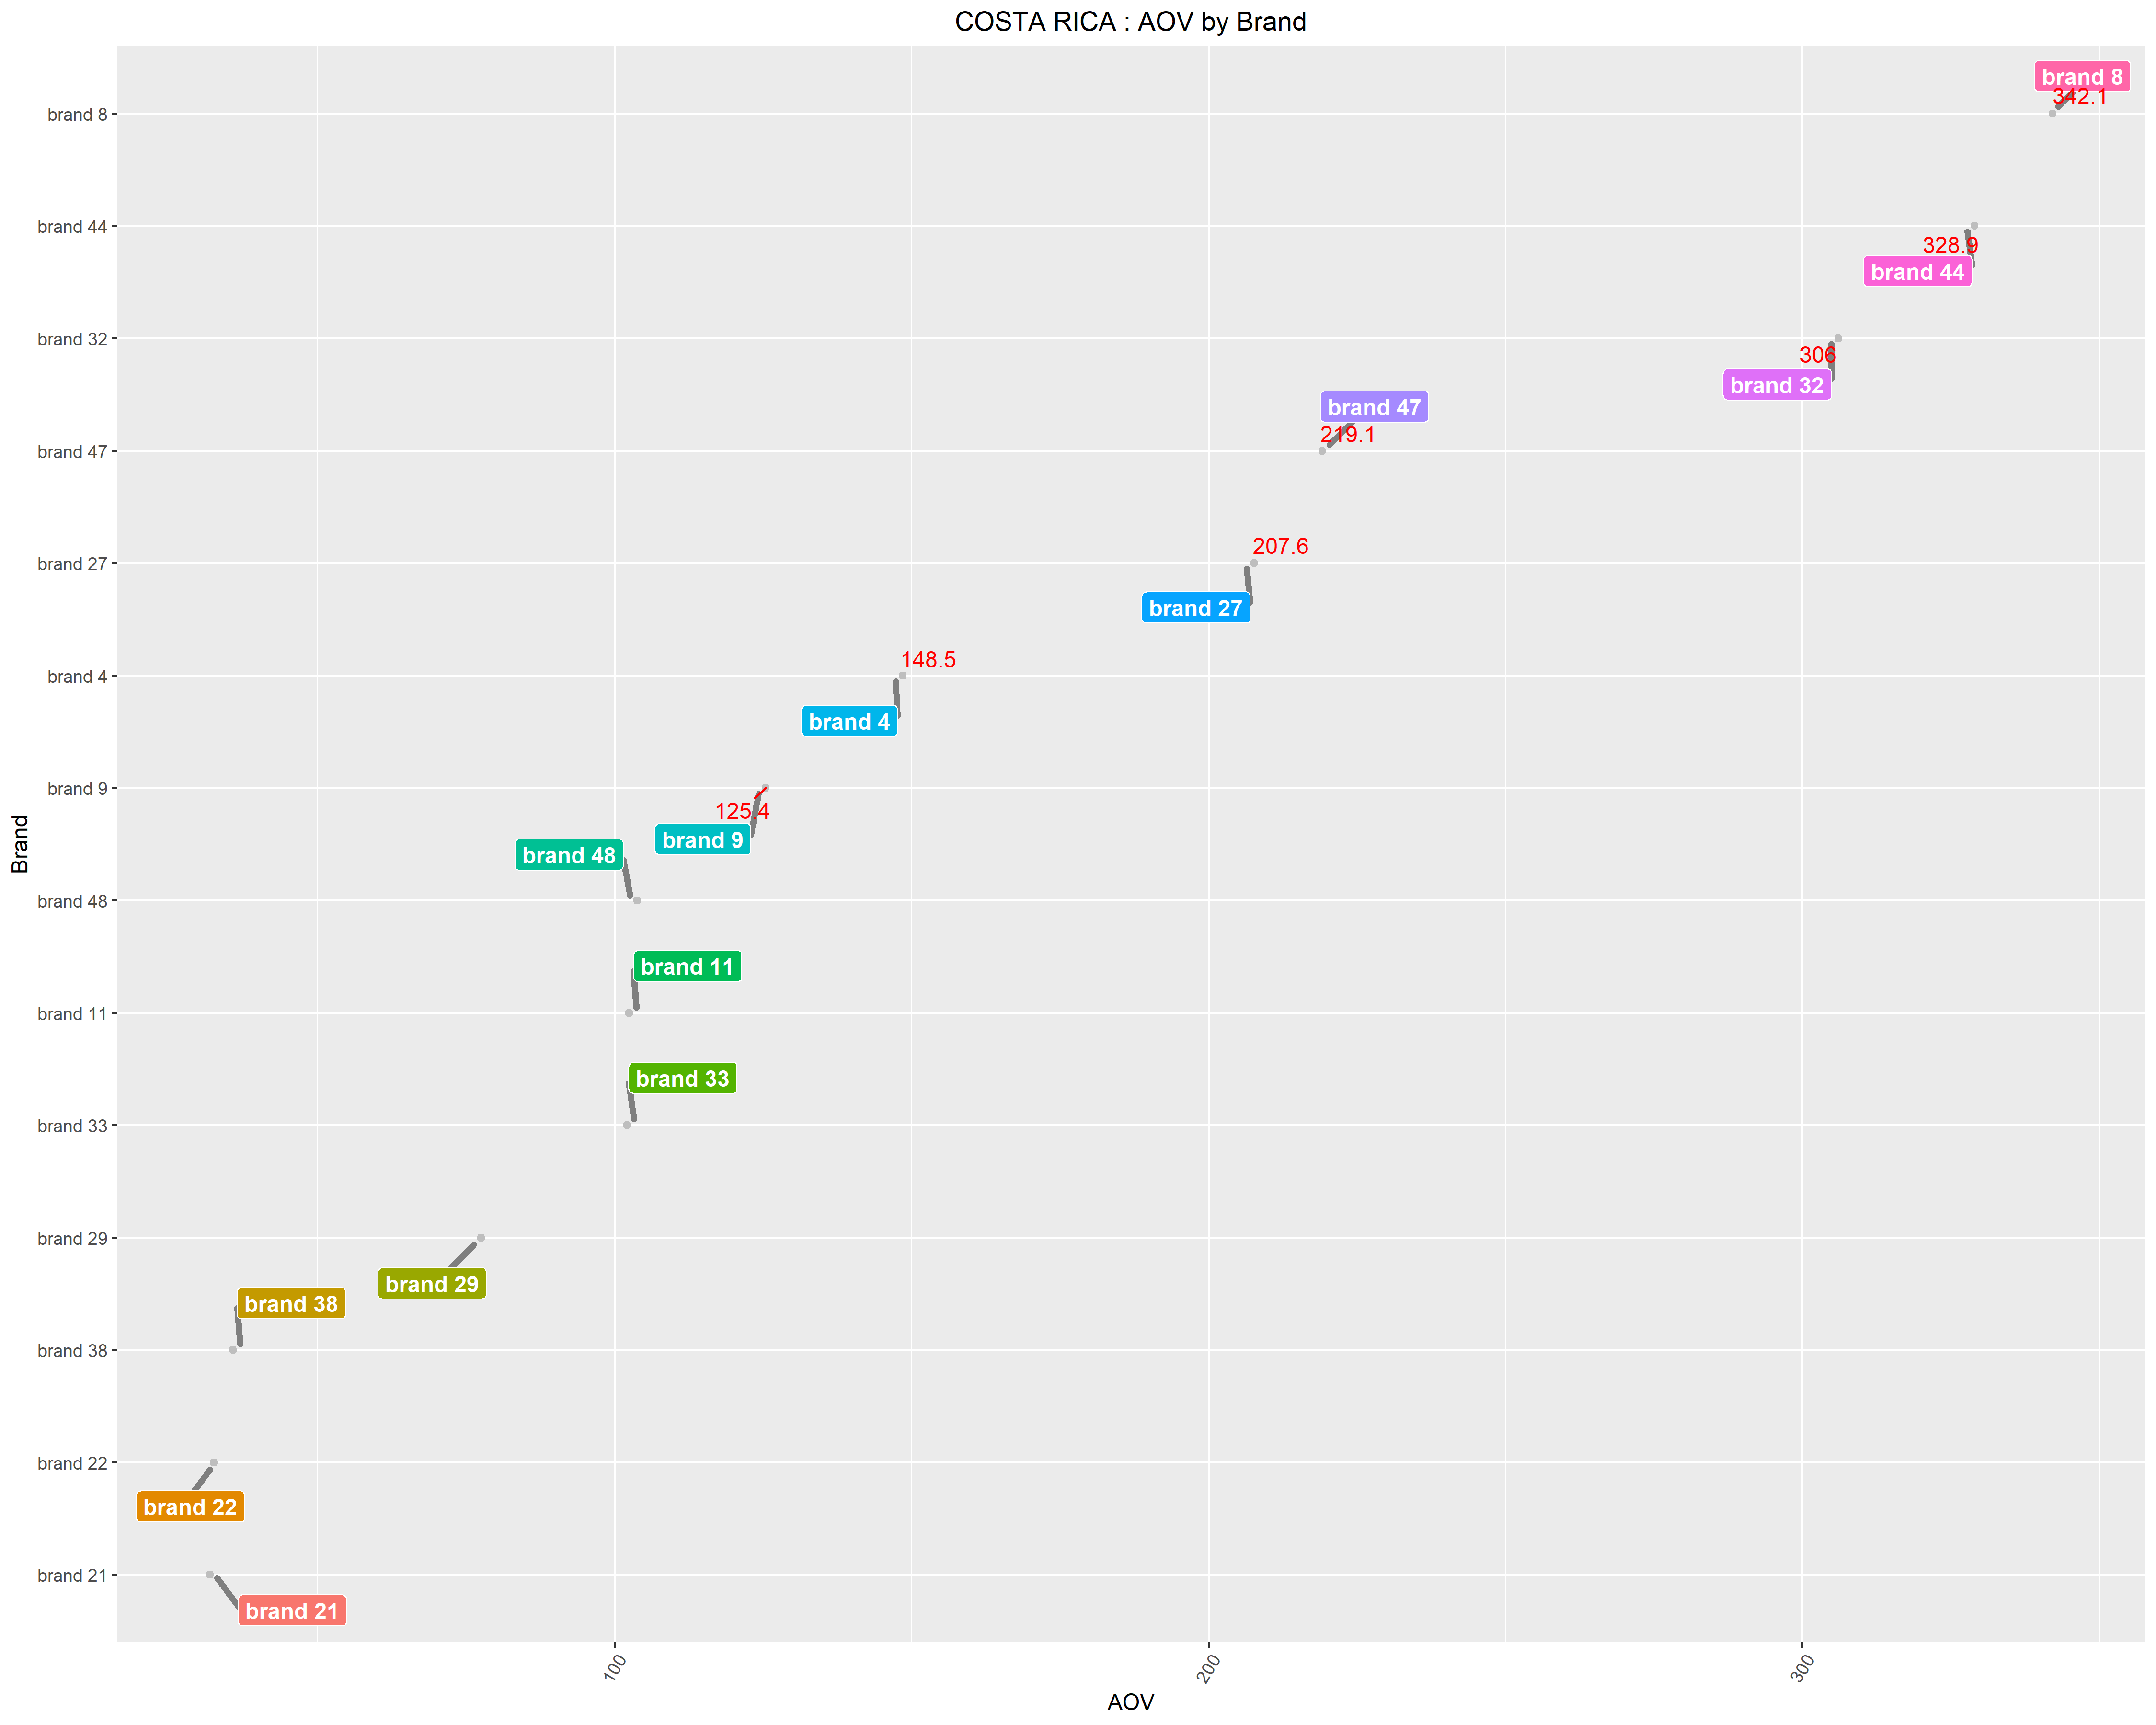 COSTA RICA : AOV by Brand
brand 8
342.1
brand 8
brand 44
328.9
brand 44
brand 32
306
brand 32
brand 47
219.1
brand 47
brand 27
207.6
brand 27
brand 4
148.5
brand 4
brand 9
125.4
brand 9
brand 48
brand 48
brand 11
brand 11
brand 33
brand 33
brand 29
brand 29
brand 38
brand 38
brand 22
brand 22
brand 21
brand 21
Brand
100
200
300
AOV